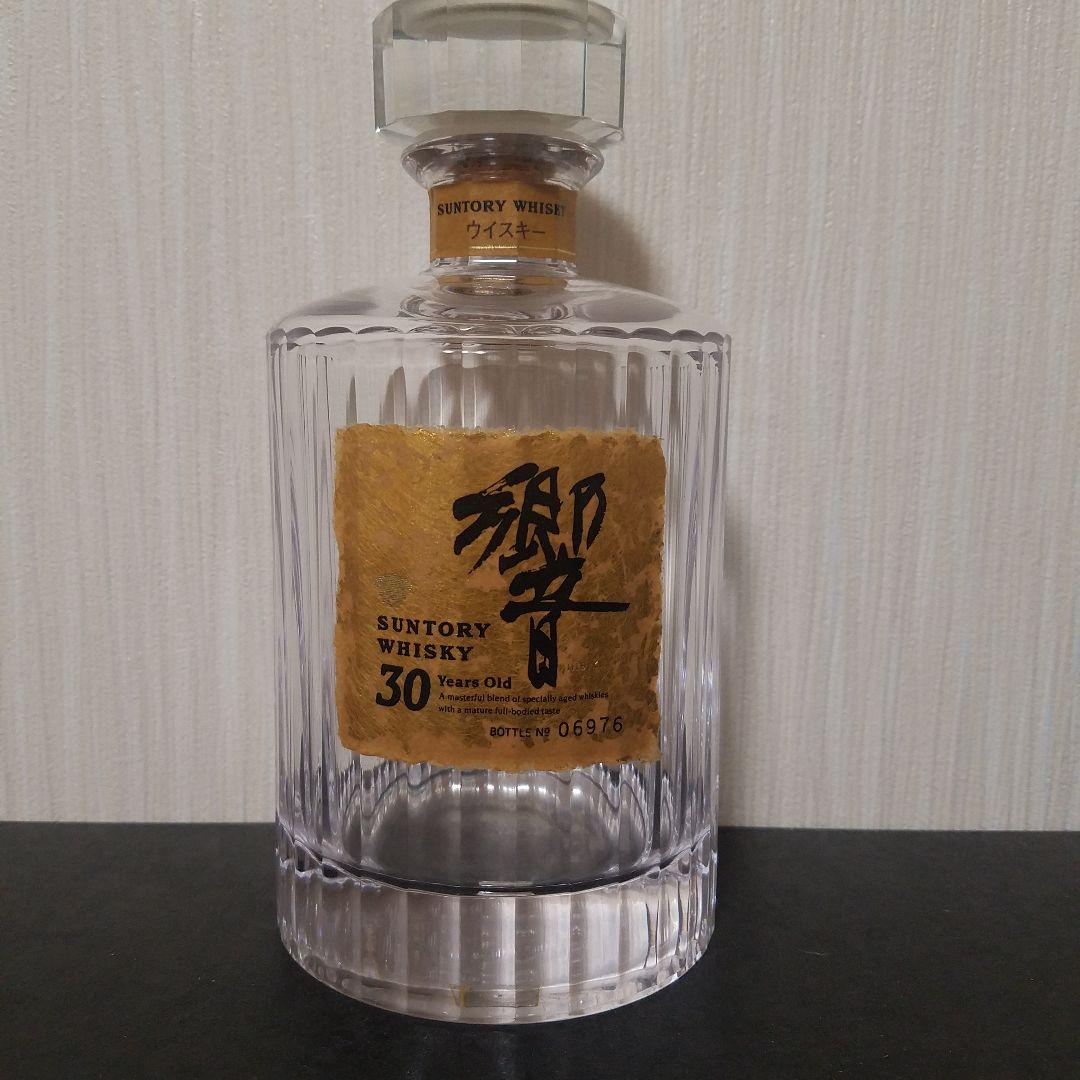 SUNTORY WHISKY
ウイスキー
響
SUNTORY
WHISKY
30 Years Old
A masterful blend of specially aged whiskies
with a mature full-bodied taste
BOTTLE Nº 06976